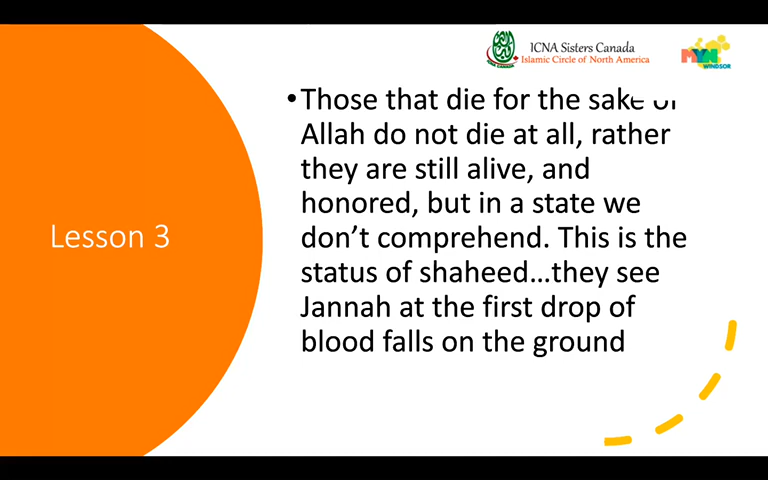 ICNA Sisters Canada
Islamic Circle of North America
MYN
WINDSOR
•Those that die for the sake of
Allah do not die at all, rather
they are still alive, and
honored, but in a state we
don't comprehend. This is the
status of shaheed...they see
Jannah at the first drop of
blood falls on the ground
Lesson 3